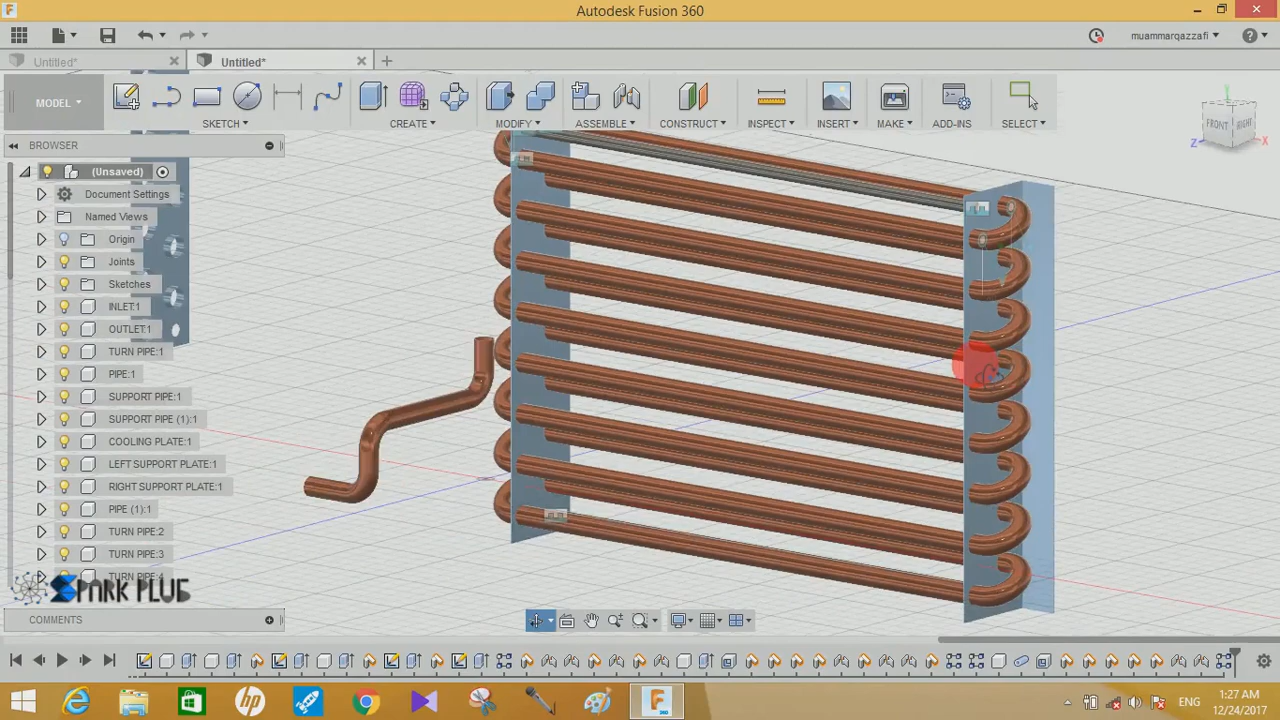 Autodesk Fusion 360
muammarqazzafi
Untitled*
Untitled*
MODEL
SKETCH
CREATE
MODIFY
ASSEMBLE
CONSTRUCT
INSPECT
INSERT
MAKE
ADD-INS
SELECT
BROWSER
FRONT
RIGHT
Z
X
(Unsaved)
Document Settings
Named Views
Origin
Joints
Sketches
INLET:1
OUTLET:1
TURN PIPE:1
PIPE:1
SUPPORT PIPE:1
SUPPORT PIPE (1):1
COOLING PLATE:1
LEFT SUPPORT PLATE:1
RIGHT SUPPORT PLATE:1
PIPE (1):1
TURN PIPE:2
TURN PIPE:3
TURN PIPE:4
SPARK PLUG
COMMENTS
ENG
1:27 AM
12/24/2017